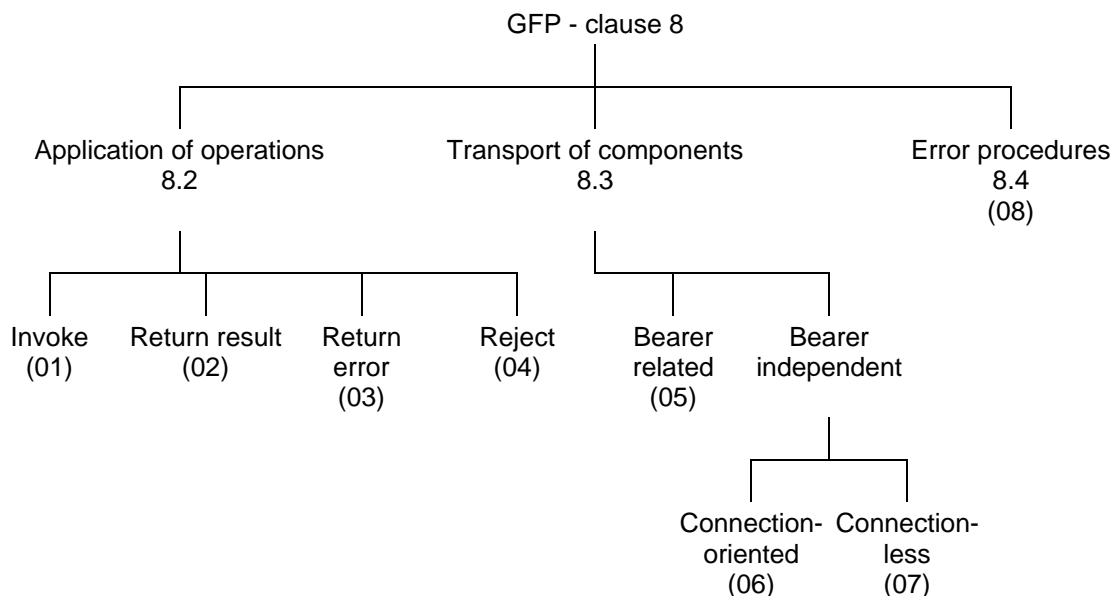 GFP - clause 8
Application of operations
8.2
Transport of components
8.3
Error procedures
8.4
(08)
Invoke
(01)
Return result
(02)
Return
error
(03)
Reject
(04)
Bearer
related
(05)
Bearer
independent
Connection-
oriented
(06)
Connection-
less
(07)